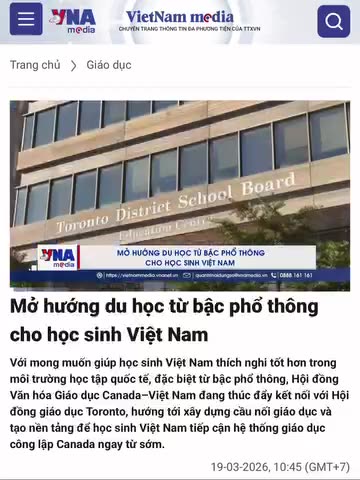 VNA
media
VietNam media
CHUYÊN TRANG THÔNG TIN ĐA PHƯƠNG TIỆN CỦA TTXVN
Trang chủ > Giáo dục
Toronto District School Board
Education Centre
VNA
media
MỞ HƯỚNG DU HỌC TỪ BẬC PHỔ THÔNG
CHO HỌC SINH VIỆT NAM
https://vietnammedia.vnanet.vn
0888 161 161
Mở hướng du học từ bậc phổ thông
cho học sinh Việt Nam
Với mong muốn giúp học sinh Việt Nam thích nghi tốt hơn trong
môi trường học tập quốc tế, đặc biệt từ bậc phổ thông, Hội đồng
Văn hóa Giáo dục Canada–Việt Nam đang thúc đẩy kết nối với Hội
đồng giáo dục Toronto, hướng tới xây dựng cầu nối giáo dục và
tạo nền tảng để học sinh Việt Nam tiếp cận hệ thống giáo dục
công lập Canada ngay từ sớm.
19-03-2026, 10:45 (GMT+7)